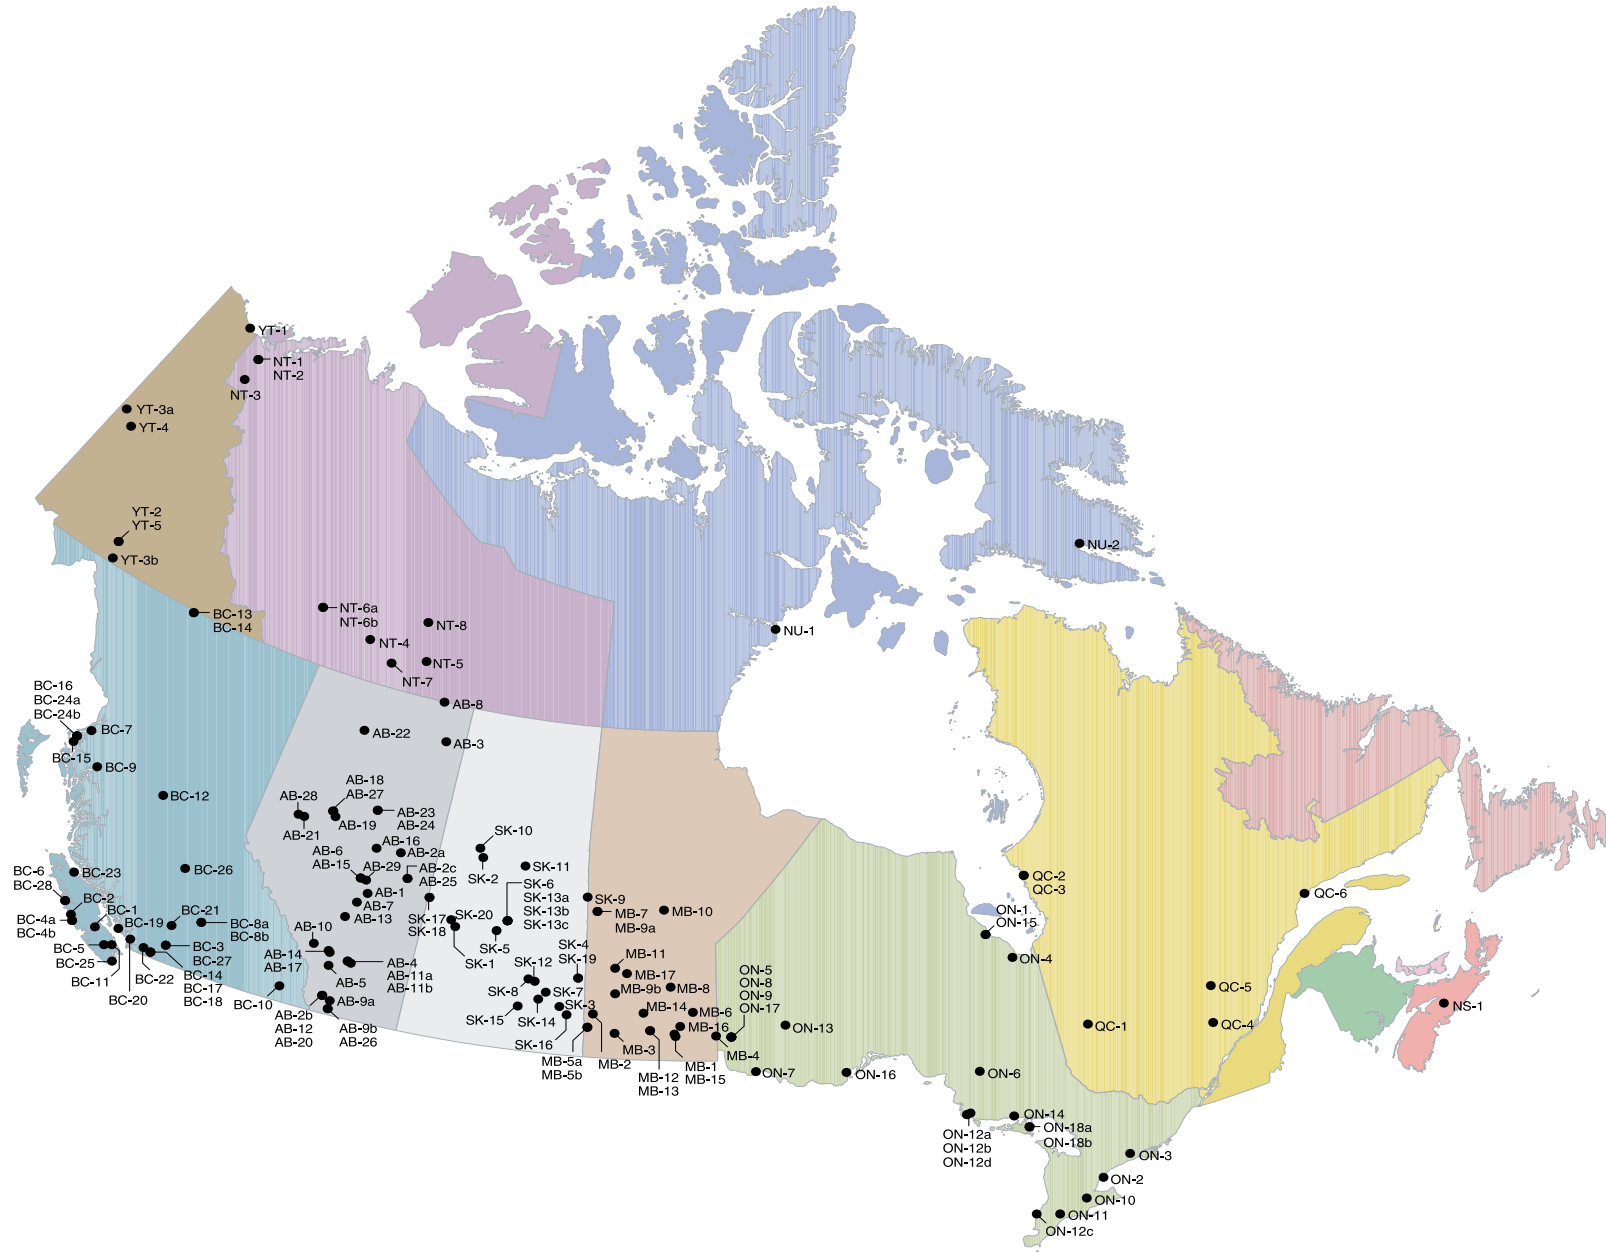 YT-1
NT-1
NT-2
NT-3
YT-3a
YT-4
YT-2
YT-5
YT-3b
NU-2
BC-13
BC-14
NT-6a
NT-6b
NT-8
NT-4
NT-5
NT-7
NU-1
BC-16
BC-24a
BC-24b
BC-7
BC-15
BC-9
BC-12
AB-8
AB-22
AB-3
AB-18
AB-27
AB-28
AB-21
AB-19
AB-23
AB-24
AB-16
AB-6
AB-15
AB-2a
AB-29
AB-2c
AB-25
AB-1
AB-7
AB-13
SK-10
SK-2
SK-11
SK-6
SK-13a
SK-13b
SK-13c
SK-17
SK-18
SK-20
SK-5
SK-1
SK-9
MB-7
MB-9a
MB-10
QC-2
QC-3
QC-6
ON-1
ON-15
ON-4
BC-6
BC-28
BC-23
BC-26
BC-2
BC-4a
BC-4b
BC-1
BC-19
BC-21
BC-8a
BC-8b
BC-5
BC-25
BC-11
BC-20
BC-22
BC-3
BC-27
BC-14
BC-17
BC-18
BC-10
AB-10
AB-14
AB-17
AB-4
AB-11a
AB-11b
AB-5
AB-9a
AB-2b
AB-12
AB-20
AB-9b
AB-26
SK-4
SK-19
SK-12
SK-8
SK-7
SK-3
SK-15
SK-14
SK-16
MB-11
MB-17
MB-9b
MB-8
MB-14
MB-6
MB-16
MB-5a
MB-5b
MB-2
MB-3
MB-12
MB-13
MB-1
MB-15
MB-4
ON-5
ON-8
ON-9
ON-17
ON-13
ON-7
ON-16
ON-6
QC-5
QC-1
QC-4
NS-1
ON-12a
ON-12b
ON-12d
ON-14
ON-18a
ON-18b
ON-3
ON-2
ON-10
ON-11
ON-12c